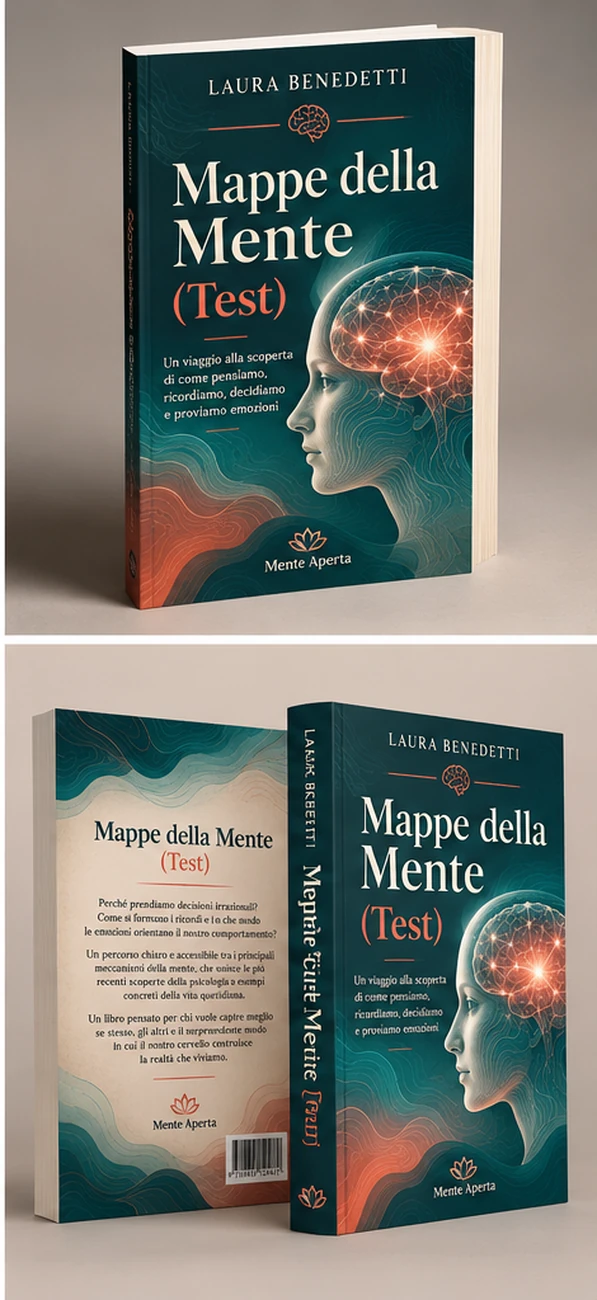 LAURA BENEDETTI
Mappe della
Mente
(Test)
Un viaggio alla scoperta
di come pensiamo,
ricordiamo, decidiamo
e proviamo emozioni
Mente Aperta
Mappe della Mente
(Test)
Perché prendiamo decisioni irrazionali?
Come si formano i ricordi e in che modo
le emozioni orientano il nostro comportamento?
Un percorso chiaro e accessibile tra i principali
meccanismi della mente, che unisce le più
recenti scoperte della psicologia a esempi
concreti della vita quotidiana.
Un libro pensato per chi vuole capire meglio
se stesso, gli altri e il sorprendente modo
in cui il nostro cervello costruisce
la realtà che viviamo.
Mente Aperta
LAURA BENEDETTI
Mappe della
Mente
(Test)
Un viaggio alla scoperta
di come pensiamo,
ricordiamo, decidiamo
e proviamo emozioni
Mente Aperta